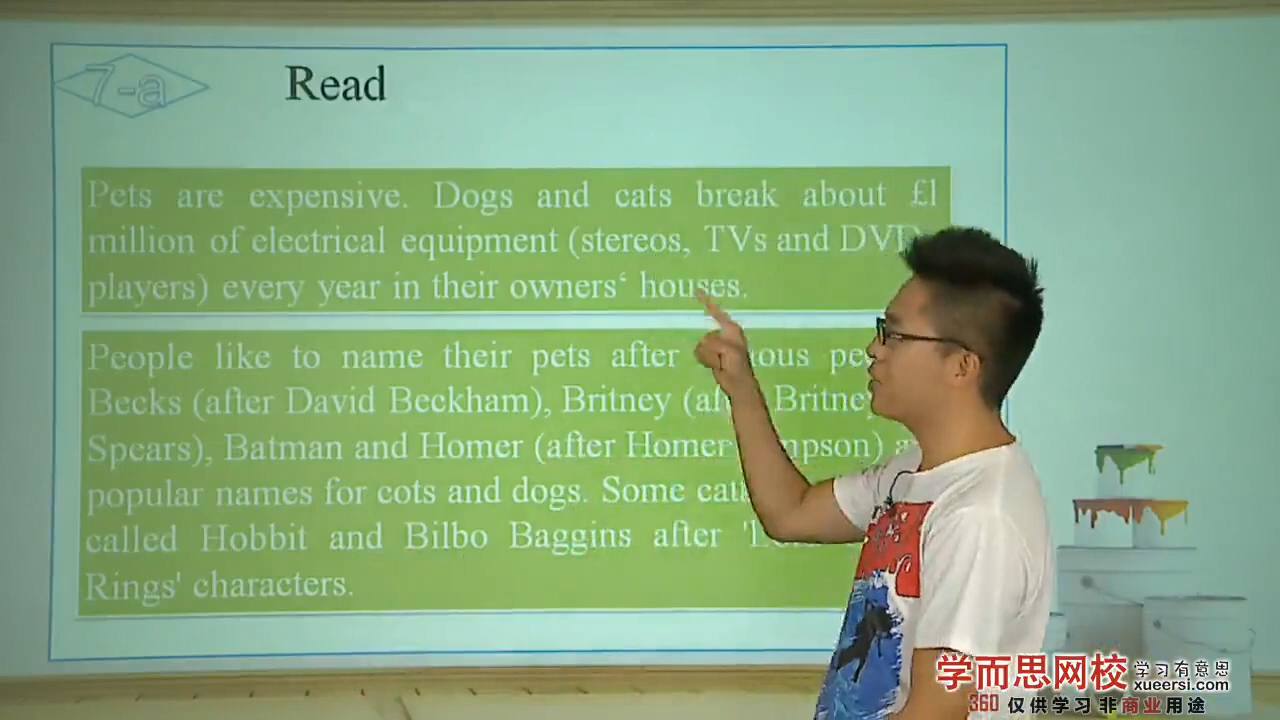 7-a
Read
Pets are expensive. Dogs and cats break about £1
million of electrical equipment (stereos, TVs and DVD
players) every year in their owners‘ houses.
People like to name their pets after
Becks (after David Beckham), Britney Britney
Spears), Batman and Homer (after Homer
popular names for cots and dogs. Some
called Hobbit and Bilbo Baggins after
Rings' characters.
学而思网校 学习有意思
xueersi.com
360 仅供学习 非商业用途